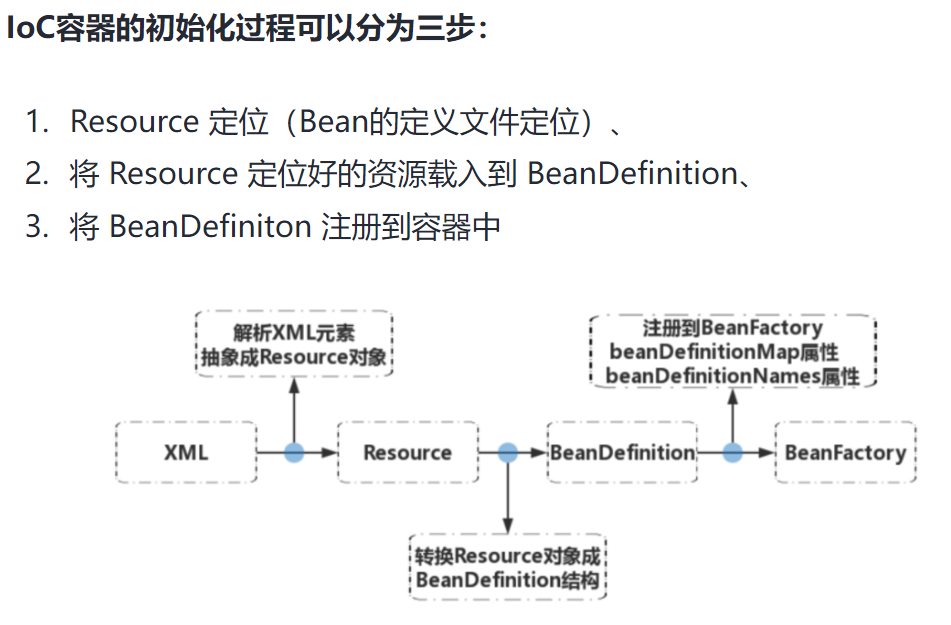 IoC容器的初始化过程可以分为三步：
1. Resource 定位（Bean的定义文件定位）、
2. 将 Resource 定位好的资源载入到 BeanDefinition、
3. 将 BeanDefiniton 注册到容器中
解析XML元素
抽象成Resource对象
注册到BeanFactory
beanDefinitionMap属性
beanDefinitionNames属性
XML
Resource
BeanDefinition
BeanFactory
转换Resource对象成
BeanDefinition结构